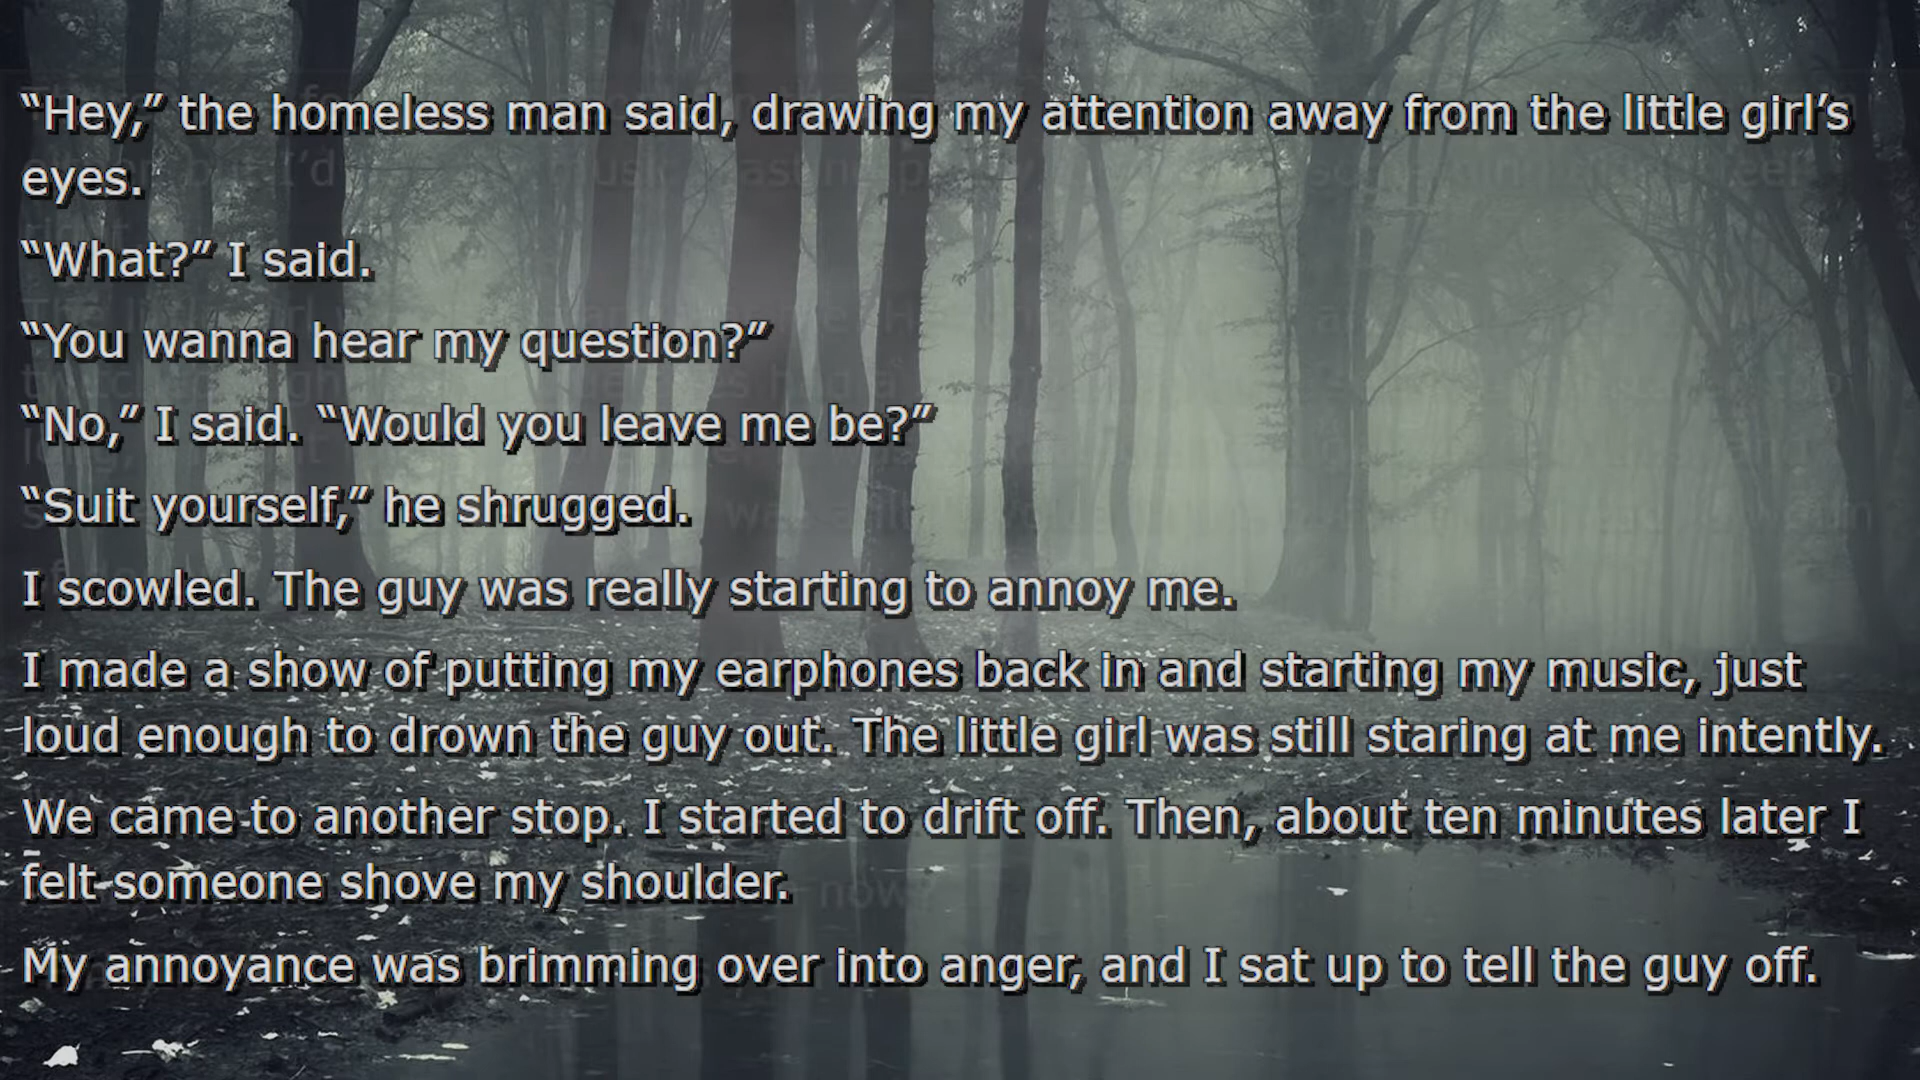 “Hey,” the homeless man said, drawing my attention away from the little girl’s
eyes.
“What?” I said.
“You wanna hear my question?”
“No,” I said. “Would you leave me be?”
“Suit yourself,” he shrugged.
I scowled. The guy was really starting to annoy me.
I made a show of putting my earphones back in and starting my music, just
loud enough to drown the guy out. The little girl was still staring at me intently.
We came to another stop. I started to drift off. Then, about ten minutes later I
felt someone shove my shoulder.
My annoyance was brimming over into anger, and I sat up to tell the guy off.